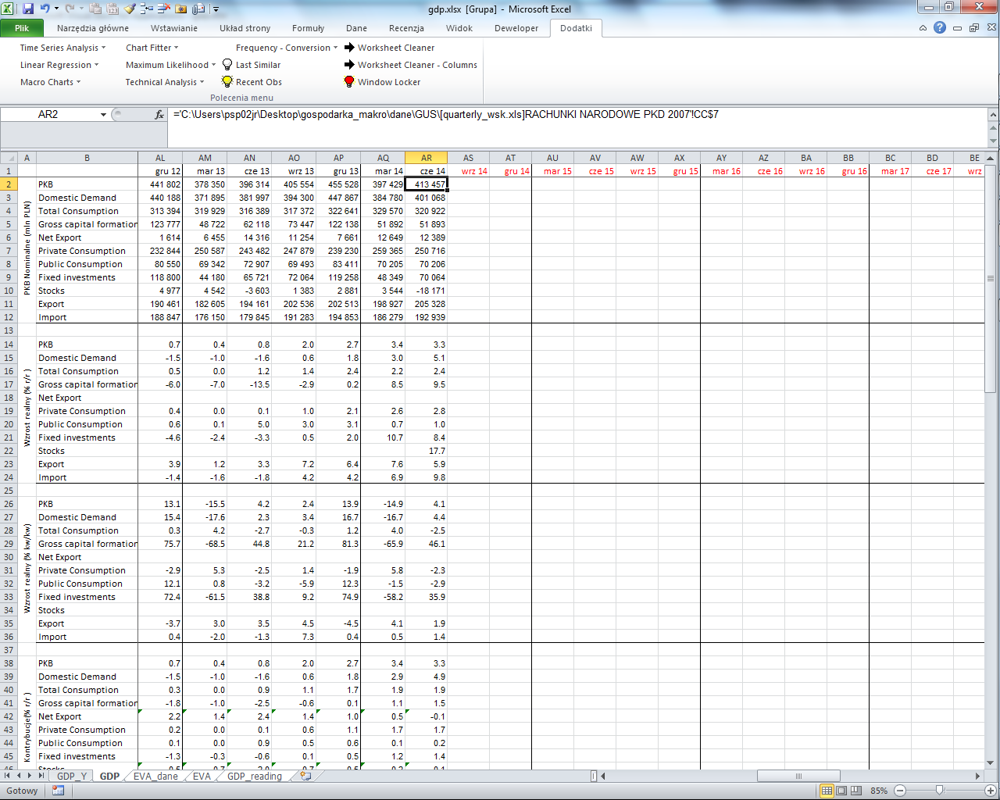 gdp.xlsx [Grupa] - Microsoft Excel
Plik Narzędzia główne Wstawianie Układ strony Formuły Dane Recenzja Widok Deweloper Dodatki
Time Series Analysis Chart Fitter Frequency - Conversion Worksheet Cleaner
Linear Regression Maximum Likelihood Last Similar Worksheet Cleaner - Columns
Macro Charts Technical Analysis Recent Obs Window Locker
Polecenia menu
AR2 fx ='C:\Users\psp02jr\Desktop\gospodarka_makro\dane\GUS\[quarterly_wsk.xls]RACHUNKI NARODOWE PKD 2007'!CC$7
A B AL AM AN AO AP AQ AR AS AT AU AV AW AX AY AZ BA BB BC BD BE
1 gru 12 mar 13 cze 13 wrz 13 gru 13 mar 14 cze 14 wrz 14 gru 14 mar 15 cze 15 wrz 15 gru 15 mar 16 cze 16 wrz 16 gru 16 mar 17 cze 17 wrz
PKB Nominalne (mln PLN)
2 PKB 441 802 378 350 396 314 405 554 455 528 397 429 413 457
3 Domestic Demand 440 188 371 895 381 997 394 300 447 867 384 780 401 068
4 Total Consumption 313 394 319 929 316 389 317 372 322 641 329 570 320 922
5 Gross capital formation 123 777 48 722 62 118 73 447 122 138 51 892 51 893
6 Net Export 1 614 6 455 14 316 11 254 7 661 12 649 12 389
7 Private Consumption 232 844 250 587 243 482 247 879 239 230 259 365 250 716
8 Public Consumption 80 550 69 342 72 907 69 493 83 411 70 205 70 206
9 Fixed investments 118 800 44 180 65 721 72 064 119 258 48 349 70 064
10 Stocks 4 977 4 542 -3 603 1 383 2 881 3 544 -18 171
11 Export 190 461 182 605 194 161 202 536 202 513 198 927 205 328
12 Import 188 847 176 150 179 845 191 283 194 853 186 279 192 939
13
Wzrost realny (% r/r )
14 PKB 0.7 0.4 0.8 2.0 2.7 3.4 3.3
15 Domestic Demand -1.5 -1.0 -1.6 0.6 1.8 3.0 5.1
16 Total Consumption 0.5 0.0 1.2 1.4 2.4 2.2 2.4
17 Gross capital formation -6.0 -7.0 -13.5 -2.9 0.2 8.5 9.5
18 Net Export
19 Private Consumption 0.4 0.0 0.1 1.0 2.1 2.6 2.8
20 Public Consumption 0.6 0.1 5.0 3.0 3.1 0.7 1.0
21 Fixed investments -4.6 -2.4 -3.3 0.5 2.0 10.7 8.4
22 Stocks 17.7
23 Export 3.9 1.2 3.3 7.2 6.4 7.6 5.9
24 Import -1.4 -1.6 -1.8 4.2 4.2 6.9 9.8
25
Wzrost realny (% kw/kw)
26 PKB 13.1 -15.5 4.2 2.4 13.9 -14.9 4.1
27 Domestic Demand 15.4 -17.6 2.3 3.4 16.7 -16.7 4.4
28 Total Consumption 0.3 4.2 -2.7 -0.3 1.2 4.0 -2.5
29 Gross capital formation 75.7 -68.5 44.8 21.2 81.3 -65.9 46.1
30 Net Export
31 Private Consumption -2.9 5.3 -2.5 1.4 -1.9 5.8 -2.3
32 Public Consumption 12.1 0.8 -3.2 -5.9 12.3 -1.5 -2.9
33 Fixed investments 72.4 -61.5 38.8 9.2 74.9 -58.2 35.9
34 Stocks
35 Export -3.7 3.0 3.5 4.5 -4.5 4.1 1.9
36 Import 0.4 -2.0 -1.3 7.3 0.4 0.5 1.4
37
Kontrybucje(% r/r )
38 PKB 0.7 0.4 0.8 2.0 2.7 3.4 3.3
39 Domestic Demand -1.5 -1.0 -1.6 0.6 1.8 2.9 4.9
40 Total Consumption 0.3 0.0 0.9 1.1 1.7 1.9 1.9
41 Gross capital formation -1.8 -1.0 -2.5 -0.6 0.1 1.1 1.5
42 Net Export 2.2 1.4 2.4 1.4 1.0 0.5 -0.1
43 Private Consumption 0.2 0.0 0.1 0.6 1.1 1.7 1.7
44 Public Consumption 0.1 0.0 0.9 0.5 0.6 0.1 0.2
45 Fixed investments -1.3 -0.3 -0.6 0.1 0.5 1.2 1.4
46 Stocks
GDP_Y GDP EVA_dane EVA GDP_reading
Gotowy 85%